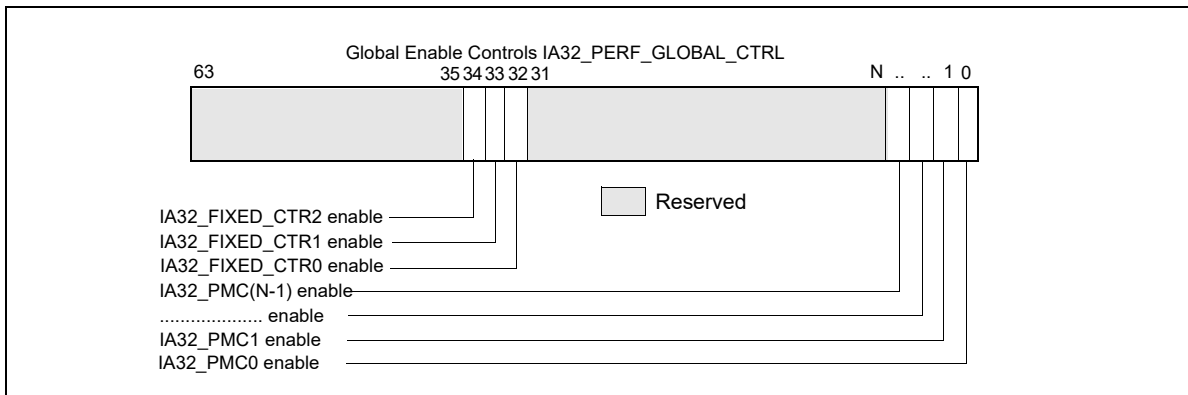 Global Enable Controls IA32_PERF_GLOBAL_CTRL
63 35 34 33 32 31 N .. .. 1 0
Reserved
IA32_FIXED_CTR2 enable
IA32_FIXED_CTR1 enable
IA32_FIXED_CTR0 enable
IA32_PMC(N-1) enable
.................... enable
IA32_PMC1 enable
IA32_PMC0 enable